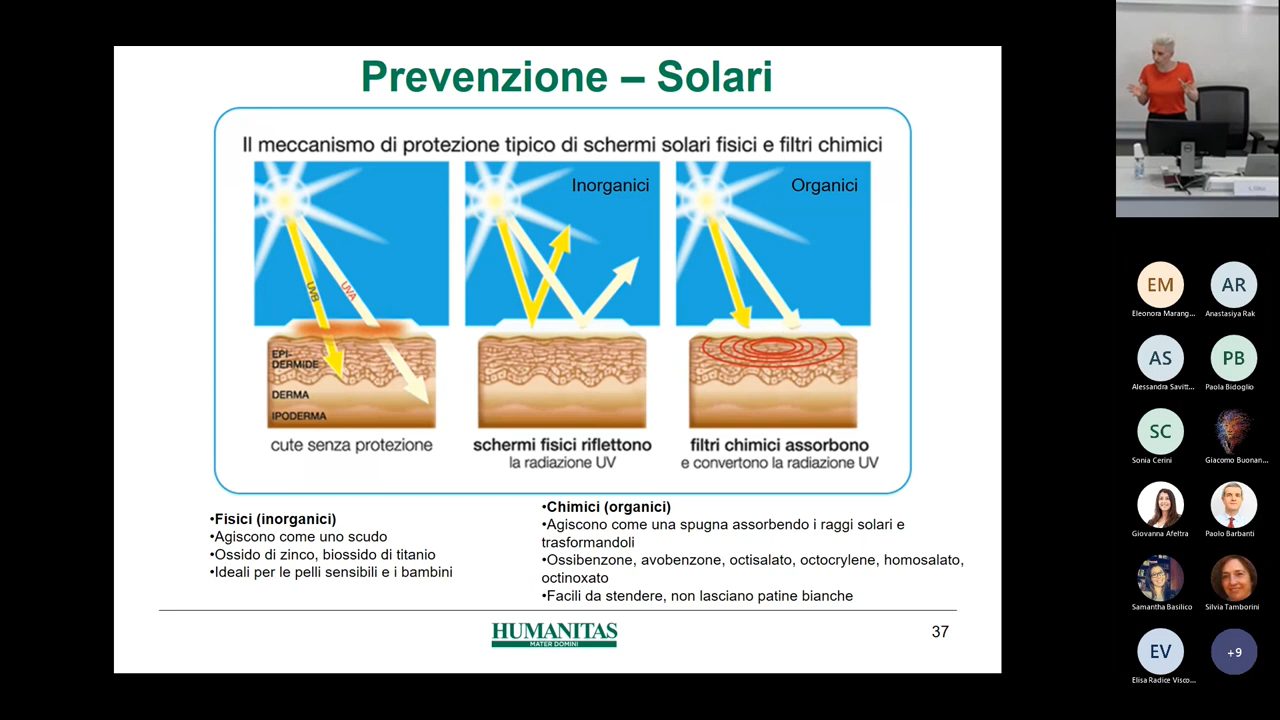 Prevenzione – Solari
Il meccanismo di protezione tipico di schermi solari fisici e filtri chimici
Inorganici
Organici
UVB
UVA
EPI-
DERMIDE
DERMA
IPODERMA
cute senza protezione
schermi fisici riflettono
la radiazione UV
filtri chimici assorbono
e convertono la radiazione UV
•Fisici (inorganici)
•Agiscono come uno scudo
•Ossido di zinco, biossido di titanio
•Ideali per le pelli sensibili e i bambini
•Chimici (organici)
•Agiscono come una spugna assorbendo i raggi solari e
trasformandoli
•Ossibenzone, avobenzone, octisalato, octocrylene, homosalato,
octinoxato
•Facili da stendere, non lasciano patine bianche
HUMANITAS
MATER DOMINI
37
EM
Eleonora Marang...
AR
Anastasiya Rak
AS
Alessandra Savitt...
PB
Paola Bidoglio
SC
Sonia Cerini
Giacomo Buonan...
Giovanna Afeltra
Paolo Barbanti
Samantha Basilico
Silvia Tamborini
EV
Elisa Radice Visco...
+9